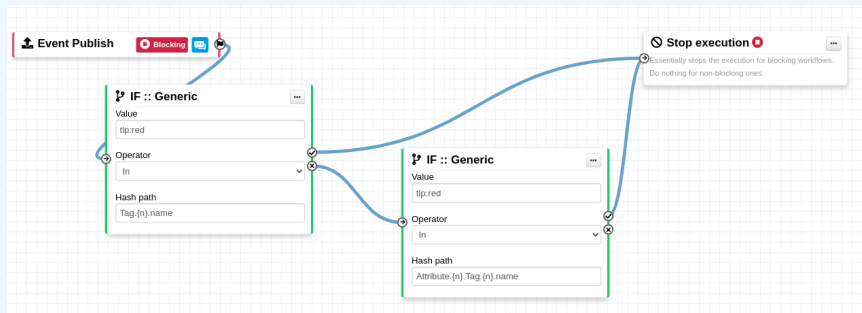 Event Publish
Blocking
Stop execution
Essentially stops the execution for blocking workflows.
Do nothing for non-blocking ones
IF :: Generic
Value
tlp:red
Operator
In
Hash path
Tag.{n}.name
IF :: Generic
Value
tlp:red
Operator
In
Hash path
Attribute.{n}.Tag.{n}.name